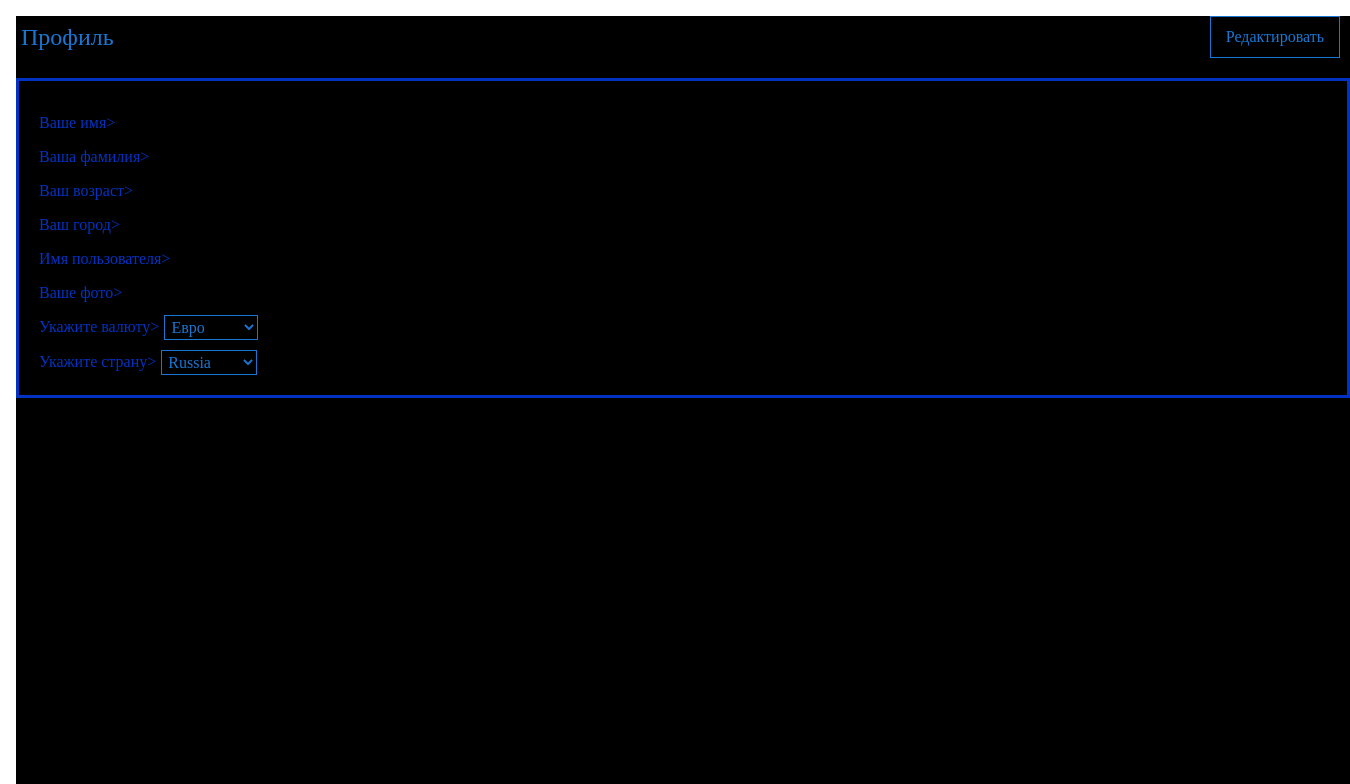 Профиль
Редактировать
Ваше имя>
Ваша фамилия>
Ваш возраст>
Ваш город>
Имя пользователя>
Ваше фото>
Укажите валюту> Евро
Укажите страну> Russia